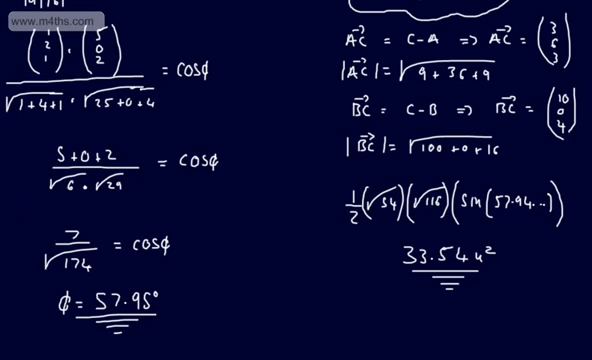 www.m4ths.com
(1 2 1) · (5 0 2) / √1+4+1 · √25+0+4 = cosϕ
5+0+2 / √6 · √29 = cosϕ
7 / √174 = cosϕ
ϕ = 57.95°
AC→ = C-A => AC→ = (3 6 3)
|AC→| = √9+36+9
BC→ = C-B => BC→ = (10 0 4)
|BC→| = √100+0+16
1/2 (√54)(√116)(sin(57.94...))
33.54 u²